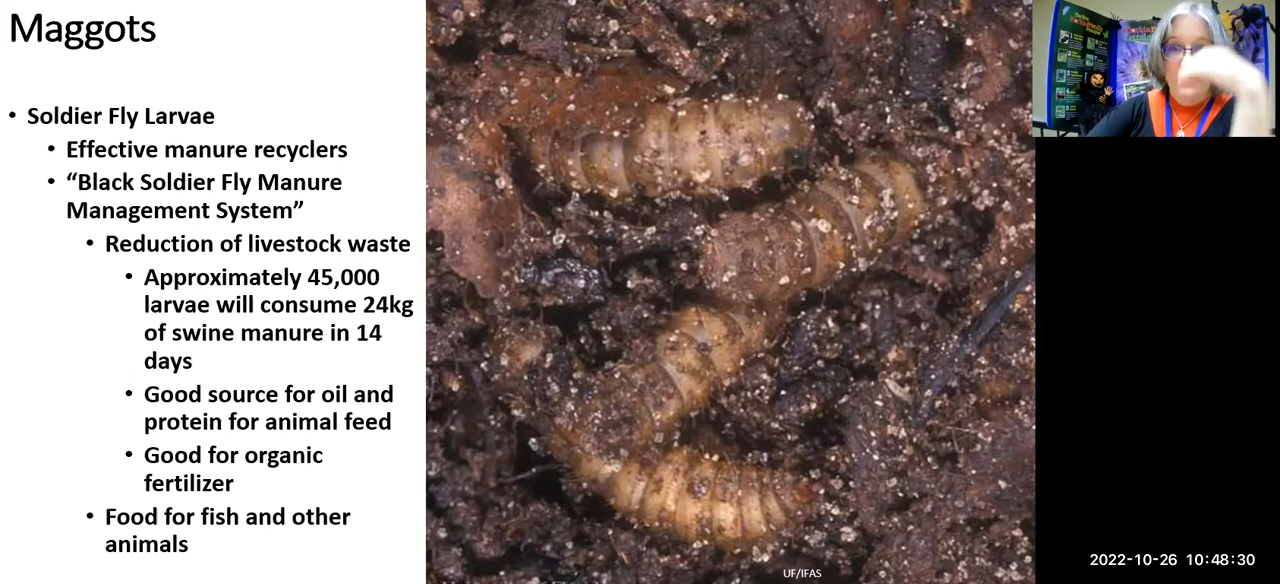 Maggots
• Soldier Fly Larvae
• Effective manure recyclers
• “Black Soldier Fly Manure
Management System”
• Reduction of livestock waste
• Approximately 45,000
larvae will consume 24kg
of swine manure in 14
days
• Good source for oil and
protein for animal feed
• Good for organic
fertilizer
• Food for fish and other
animals
UF/IFAS
2022-10-26 10:48:30